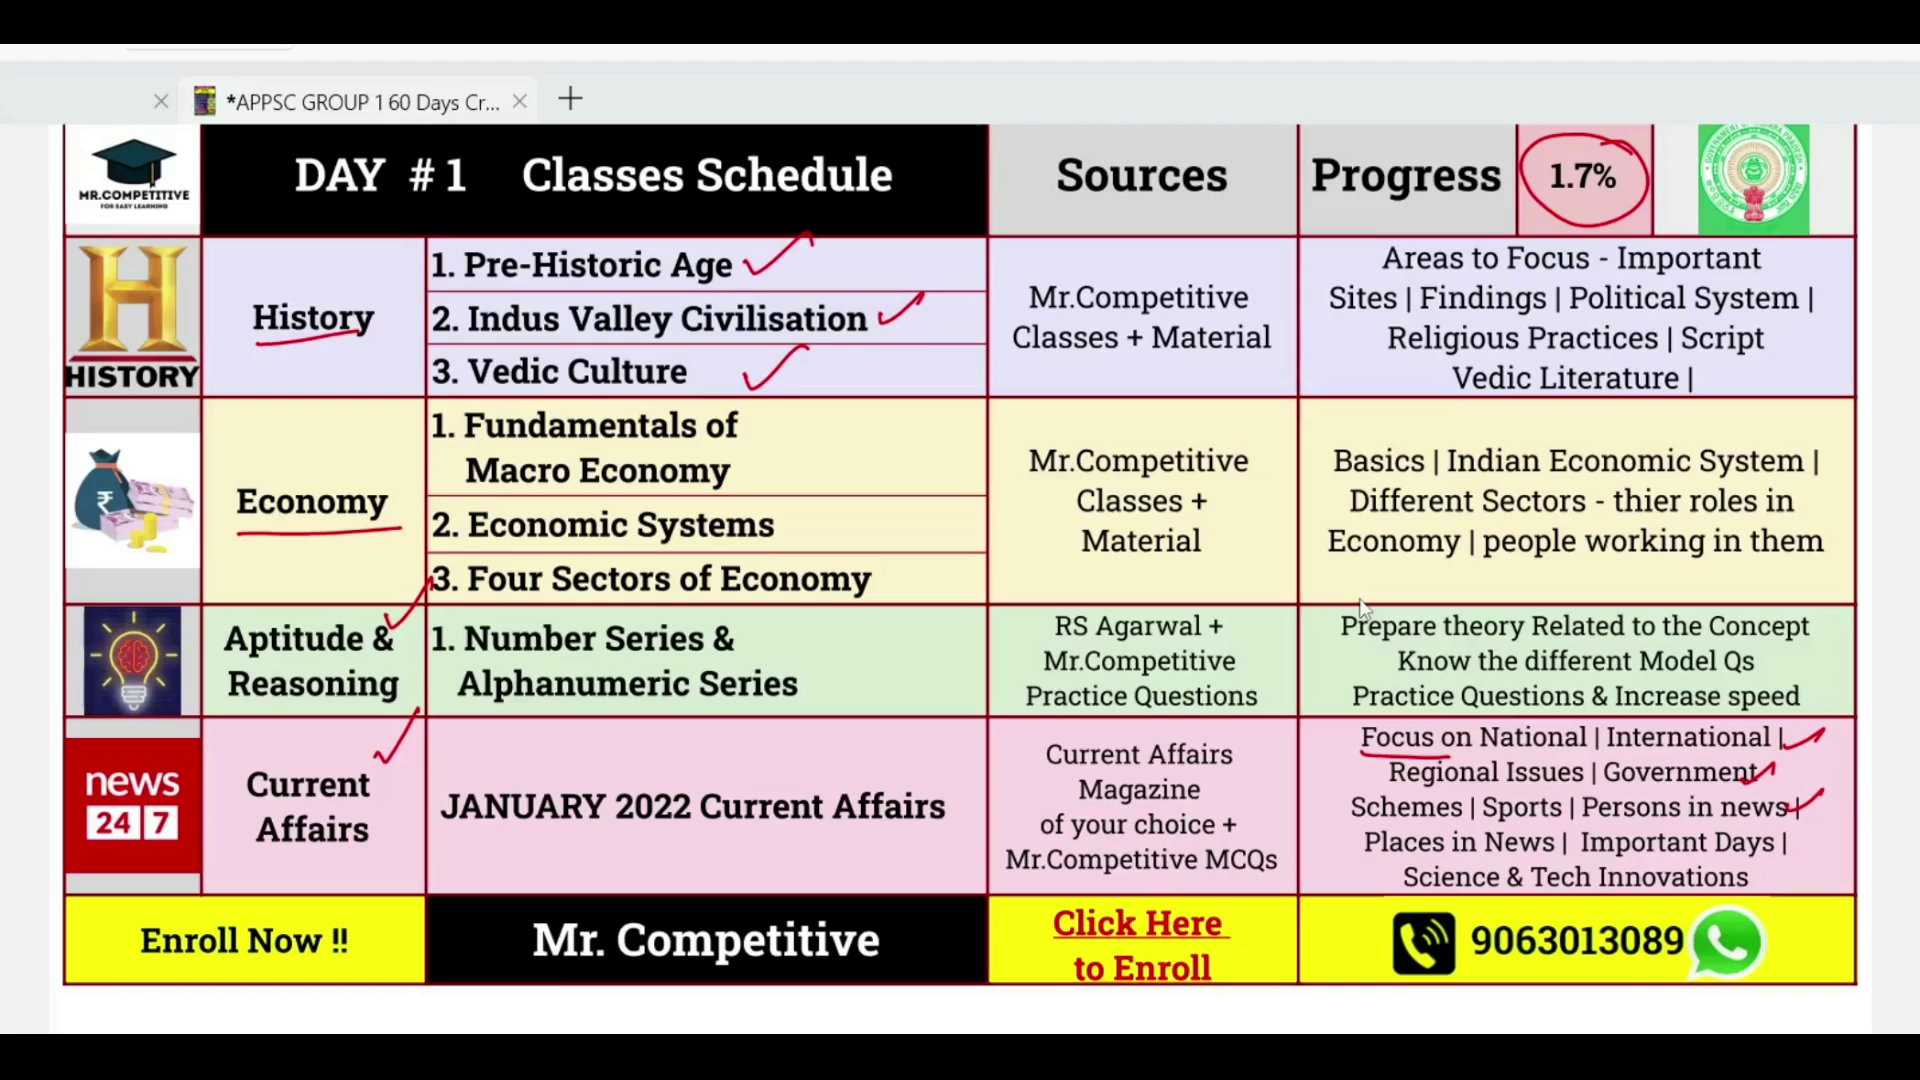 *APPSC GROUP 1 60 Days Cr...
MR.COMPETITIVE
FOR EASY LEARNING
DAY # 1 Classes Schedule
Sources
Progress
1.7%
HISTORY
History
1. Pre-Historic Age
2. Indus Valley Civilisation
3. Vedic Culture
Mr.Competitive
Classes + Material
Areas to Focus - Important
Sites | Findings | Political System |
Religious Practices | Script
Vedic Literature |
Economy
1. Fundamentals of
Macro Economy
2. Economic Systems
3. Four Sectors of Economy
Mr.Competitive
Classes +
Material
Basics | Indian Economic System |
Different Sectors - thier roles in
Economy | people working in them
Aptitude &
Reasoning
1. Number Series &
Alphanumeric Series
RS Agarwal +
Mr.Competitive
Practice Questions
Prepare theory Related to the Concept
Know the different Model Qs
Practice Questions & Increase speed
news
24 7
Current
Affairs
JANUARY 2022 Current Affairs
Current Affairs
Magazine
of your choice +
Mr.Competitive MCQs
Focus on National | International |
Regional Issues | Government
Schemes | Sports | Persons in news |
Places in News | Important Days |
Science & Tech Innovations
Enroll Now !!
Mr. Competitive
Click Here
to Enroll
9063013089